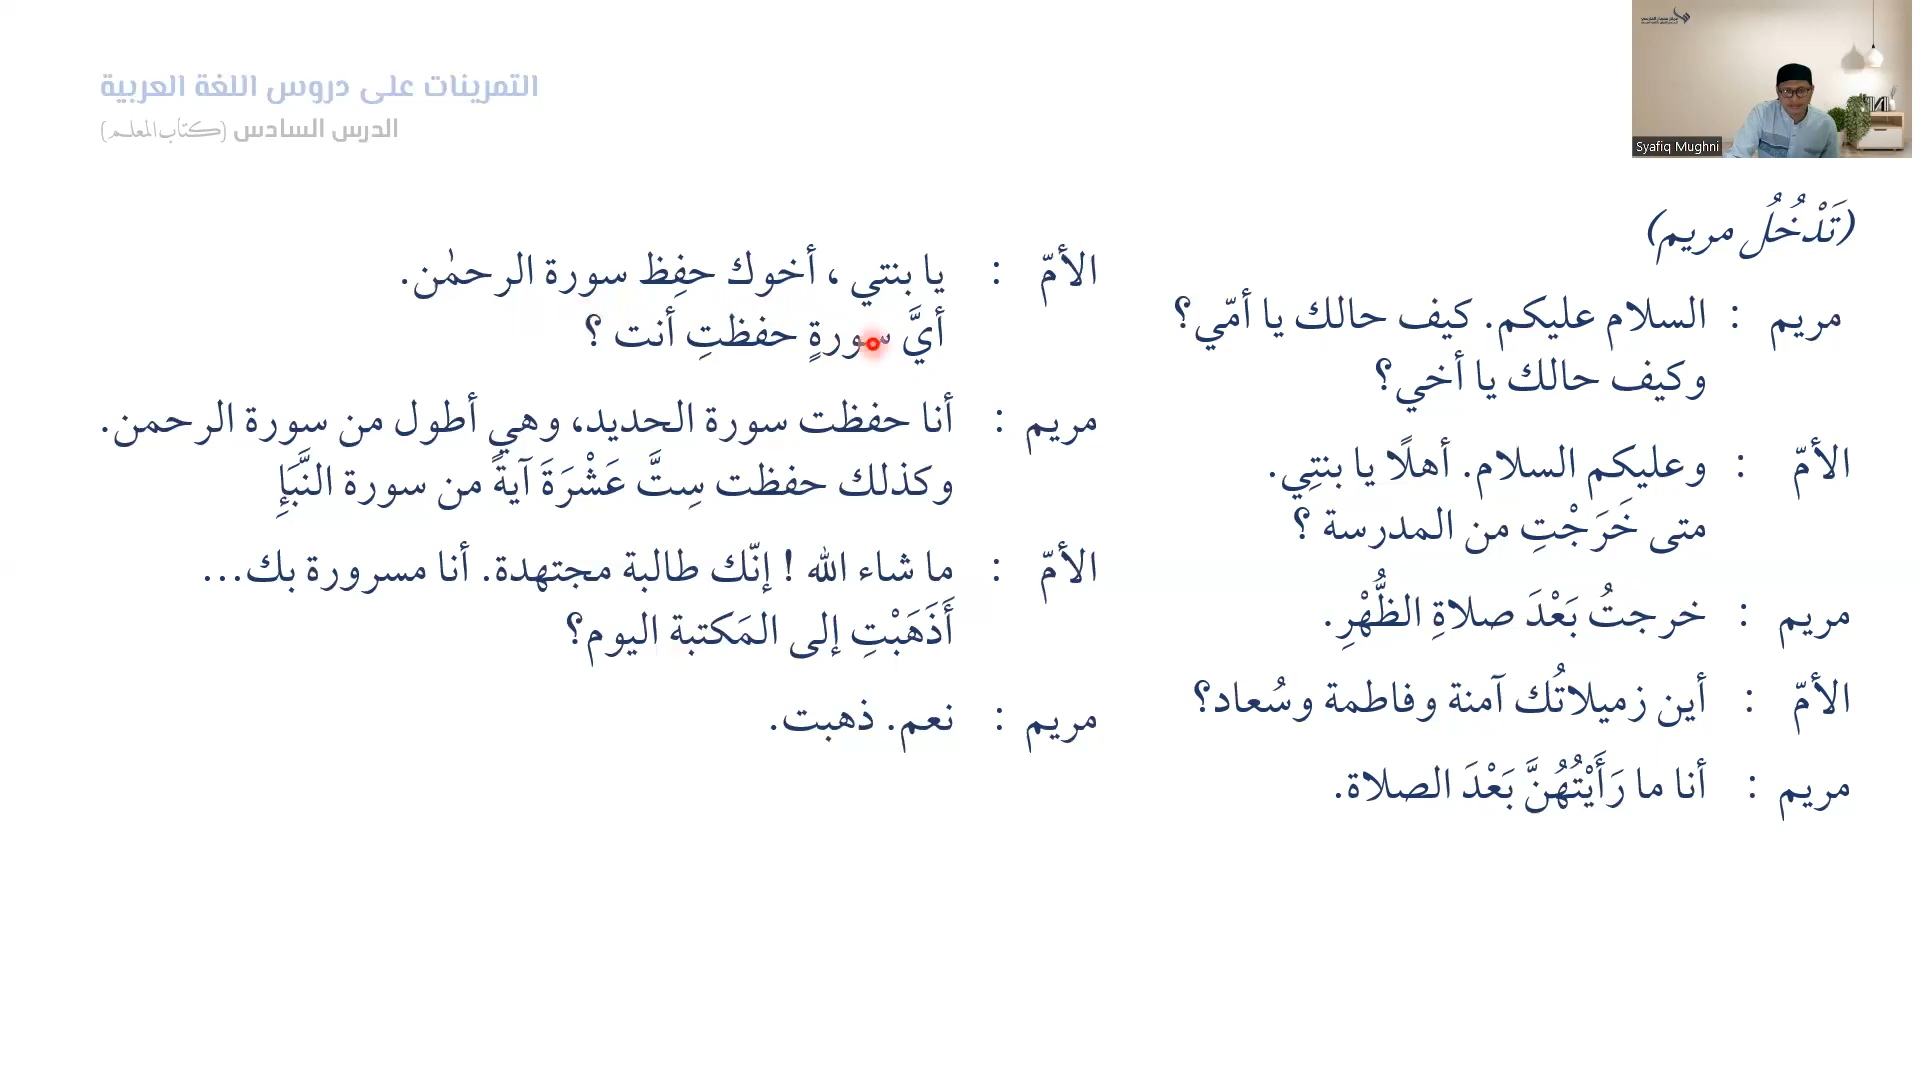 التمرينات على دروس اللغة العربية
الدرس السادس (كتاب المعلم)
Syafiq Mughni
(تَدْخُلُ مريم)
مريم : السلام عليكم. كيف حالك يا أمّي؟
وكيف حالك يا أخي؟
الأمّ : وعليكم السلام. أهلًا يا بنتِي.
متى خَرَجْتِ من المدرسة ؟
مريم : خرجتُ بَعْدَ صلاةِ الظُّهْرِ.
الأمّ : أين زميلاتُك آمنة وفاطمة وسُعاد؟
مريم : أنا ما رَأَيْتُهُنَّ بَعْدَ الصلاة.
الأمّ : يا بنتي ، أخوك حفِظ سورة الرحمٰن.
أيَّ سورةٍ حفظتِ أنت ؟
مريم : أنا حفظت سورة الحديد، وهي أطول من سورة الرحمن.
وكذلك حفظت سِتَّ عَشْرَةَ آيةً من سورة النَّبَإِ
الأمّ : ما شاء الله ! إنّك طالبة مجتهدة. أنا مسرورة بك...
أَذَهَبْتِ إلى المَكتبة اليوم؟
مريم : نعم. ذهبت.